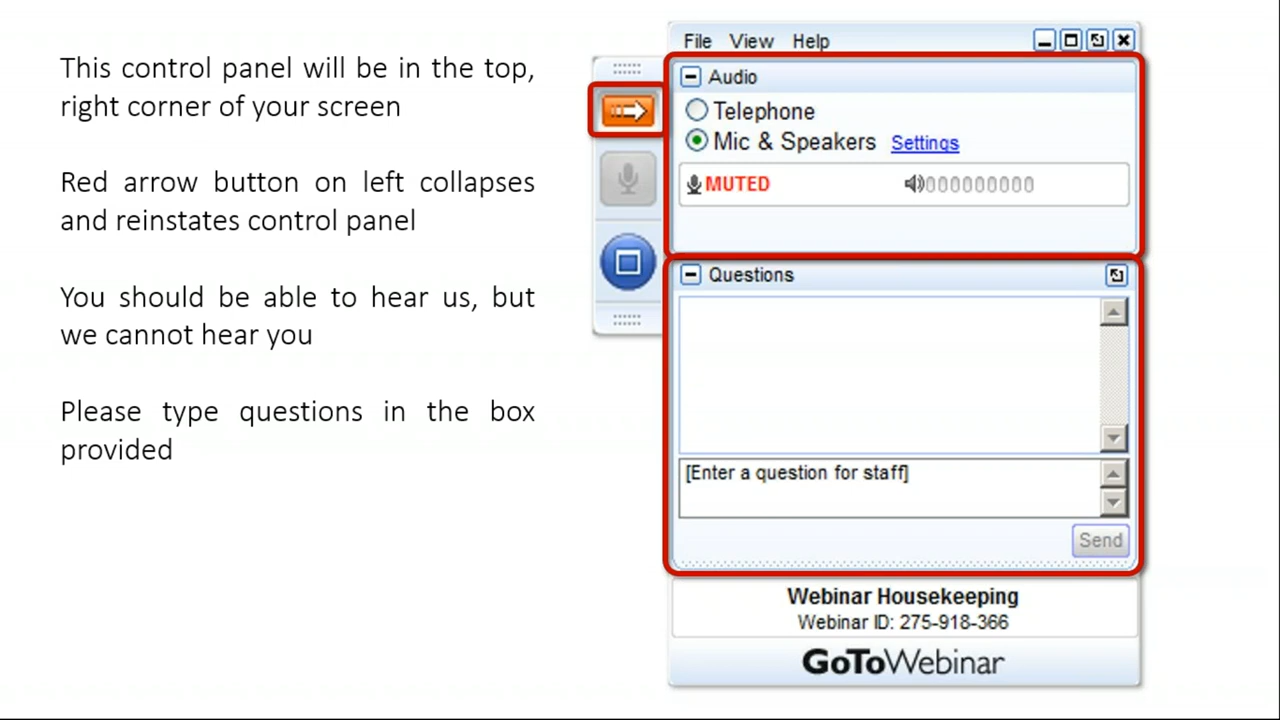 This control panel will be in the top,
right corner of your screen
Red arrow button on left collapses
and reinstates control panel
You should be able to hear us, but
we cannot hear you
Please type questions in the box
provided
File View Help
Audio
Telephone
Mic & Speakers Settings
MUTED 000000000
Questions
[Enter a question for staff]
Send
Webinar Housekeeping
Webinar ID: 275-918-366
GoToWebinar